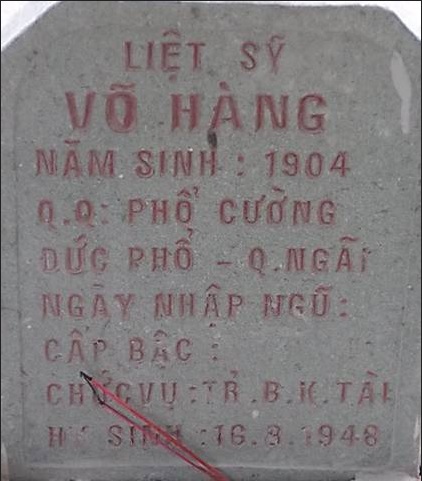 LIỆT SỸ
VÕ HÀNG
NĂM SINH : 1904
Q.Q: PHỔ CƯỜNG
ĐỨC PHỔ - Q.NGÃI
NGÀY NHẬP NGŨ :
CẤP BẬC :
CHỨC VỤ : TR.B.K.TÀI
HY SINH : 16.8.1948